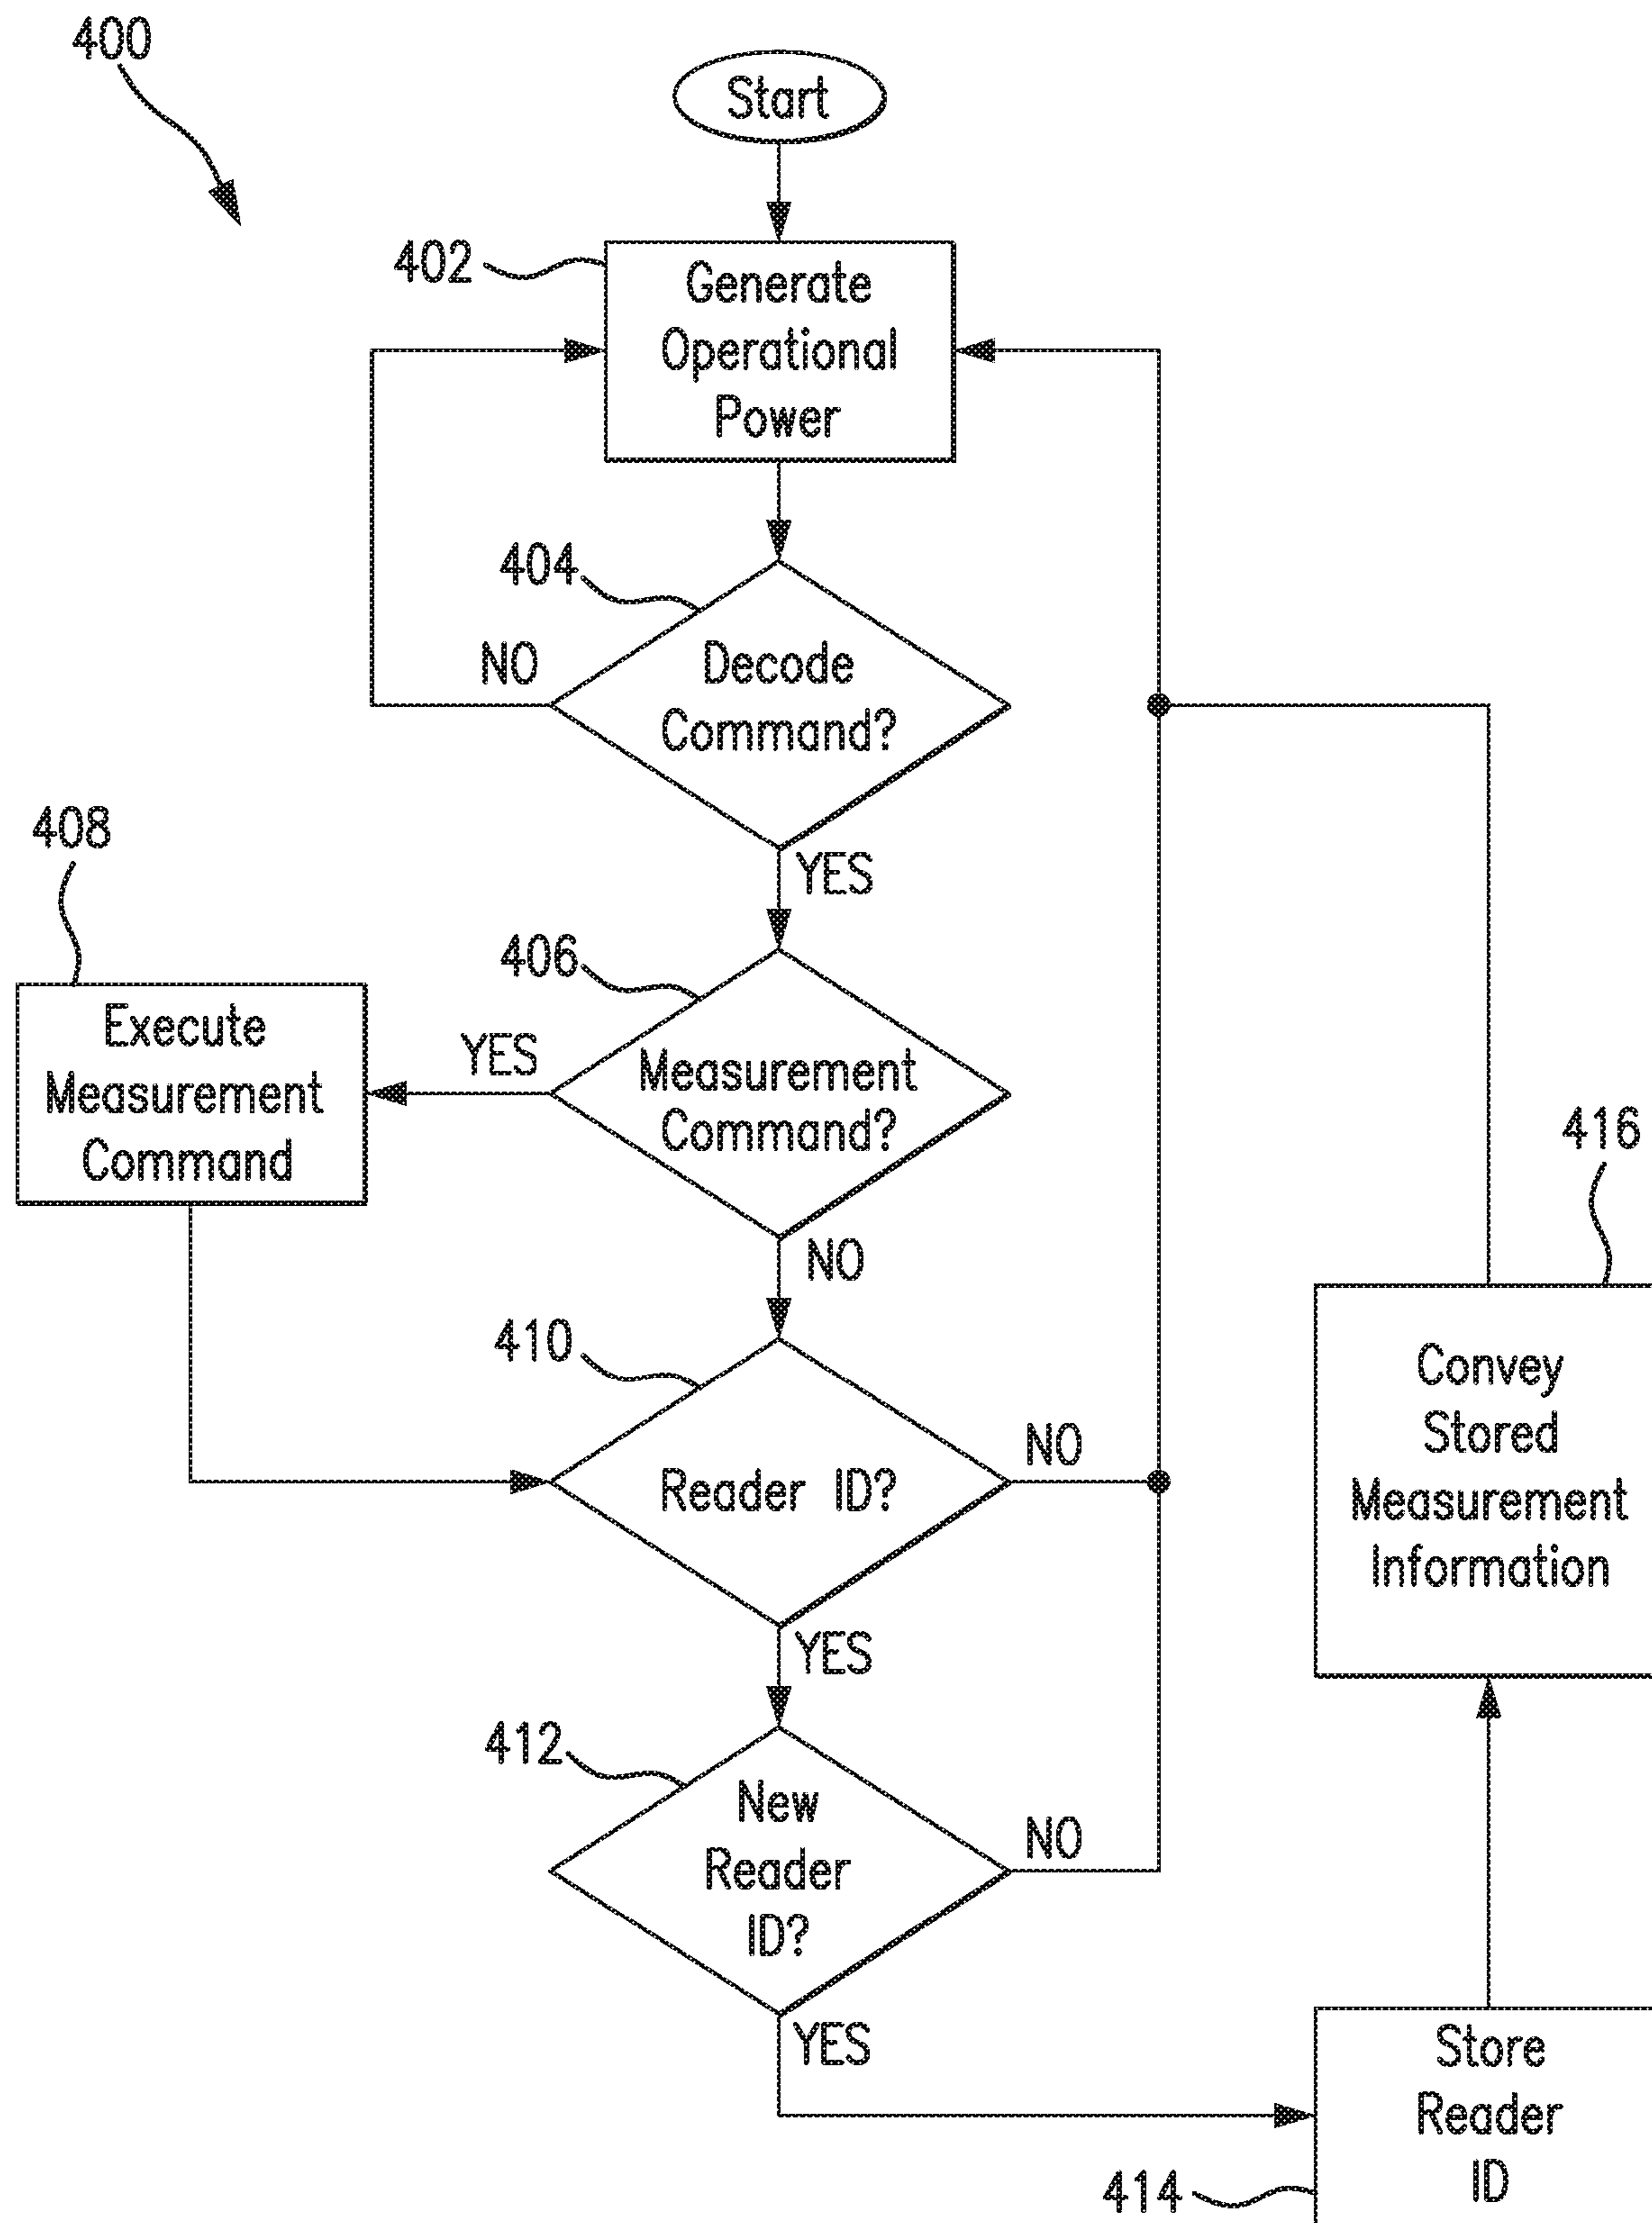 400
Start
402
Generate
Operational
Power
404
NO
Decode
Command?
YES
408
406
Execute
Measurement
Command
YES
Measurement
Command?
NO
416
410
Reader ID?
NO
YES
Convey
Stored
Measurement
Information
412
New
Reader
ID?
NO
YES
Store
Reader
ID
414